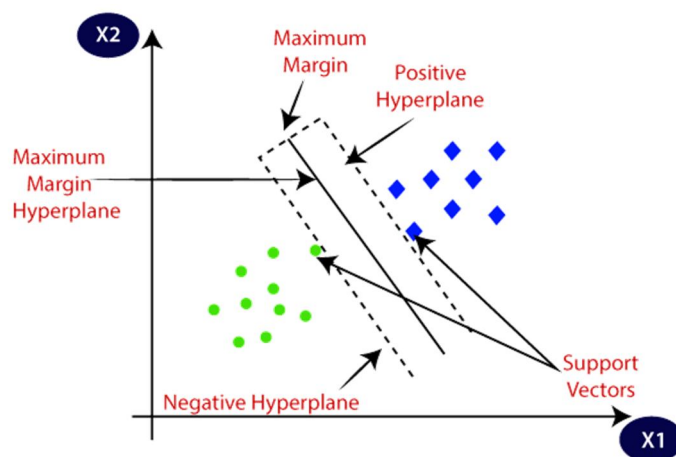 X2
Maximum
Margin
Positive
Hyperplane
Maximum
Margin
Hyperplane
Support
Vectors
Negative Hyperplane
X1